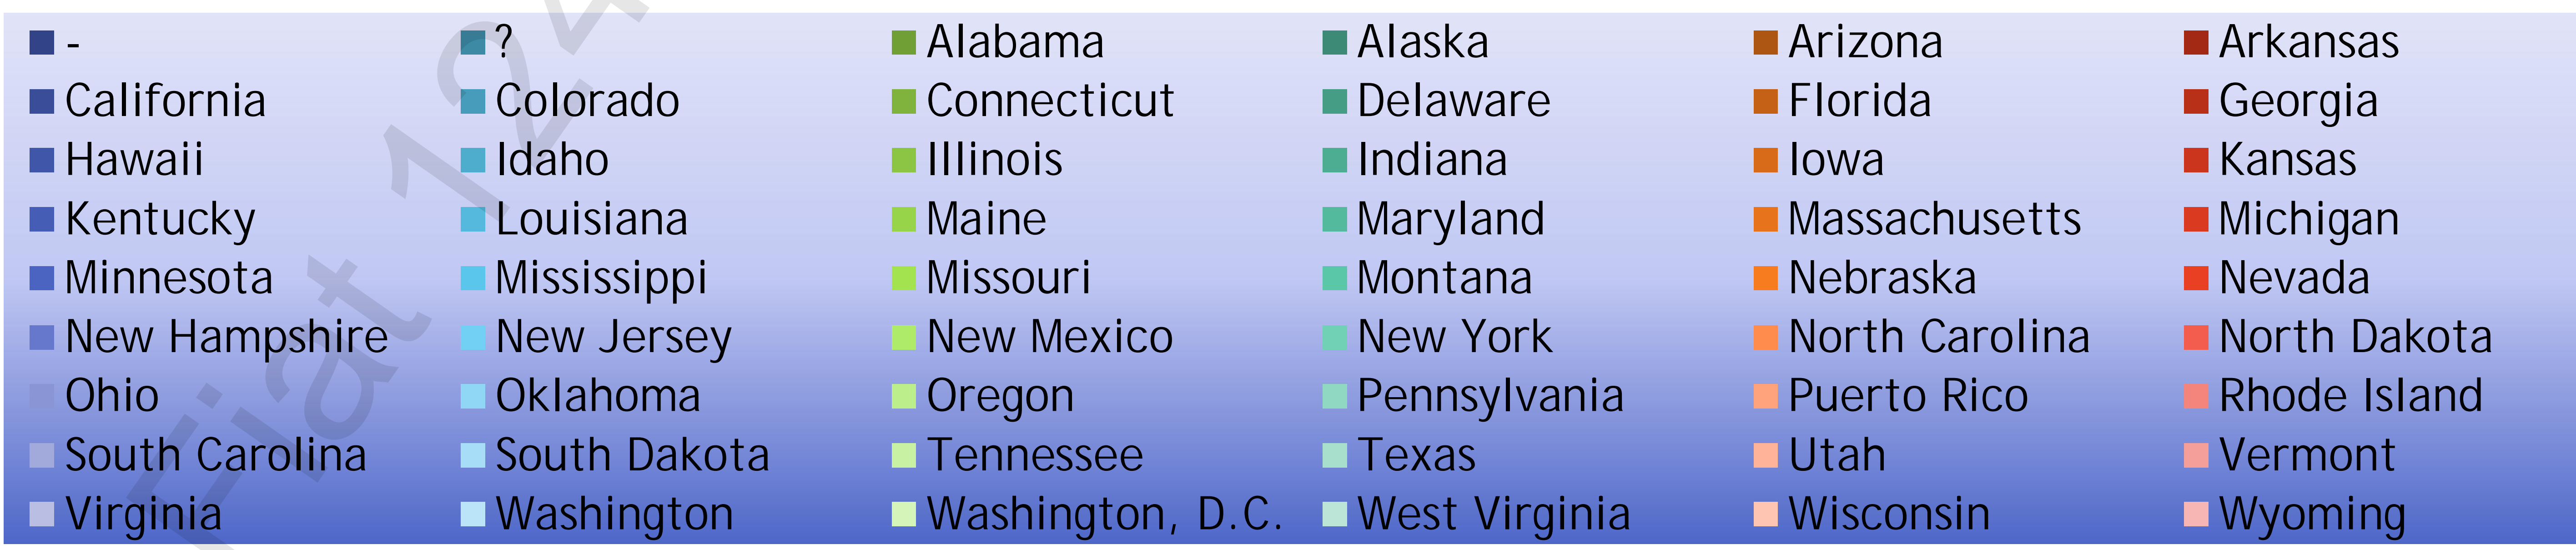 - ? Alabama Alaska Arizona Arkansas
California Colorado Connecticut Delaware Florida Georgia
Hawaii Idaho Illinois Indiana Iowa Kansas
Kentucky Louisiana Maine Maryland Massachusetts Michigan
Minnesota Mississippi Missouri Montana Nebraska Nevada
New Hampshire New Jersey New Mexico New York North Carolina North Dakota
Ohio Oklahoma Oregon Pennsylvania Puerto Rico Rhode Island
South Carolina South Dakota Tennessee Texas Utah Vermont
Virginia Washington Washington, D.C. West Virginia Wisconsin Wyoming
Fiat 124